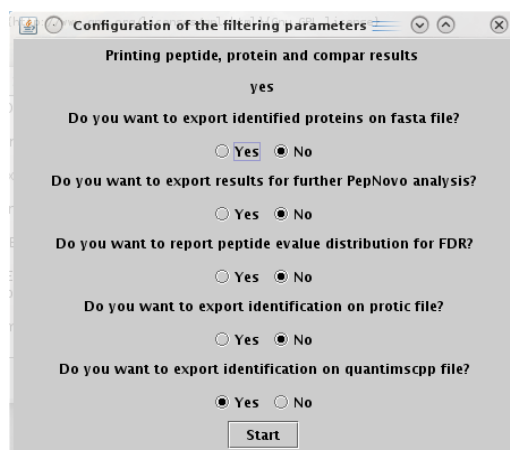 Configuration of the filtering parameters
Printing peptide, protein and compar results
yes
Do you want to export identified proteins on fasta file?
Yes No
Do you want to export results for further PepNovo analysis?
Yes No
Do you want to report peptide evalue distribution for FDR?
Yes No
Do you want to export identification on protic file?
Yes No
Do you want to export identification on quantimscpp file?
Yes No
Start